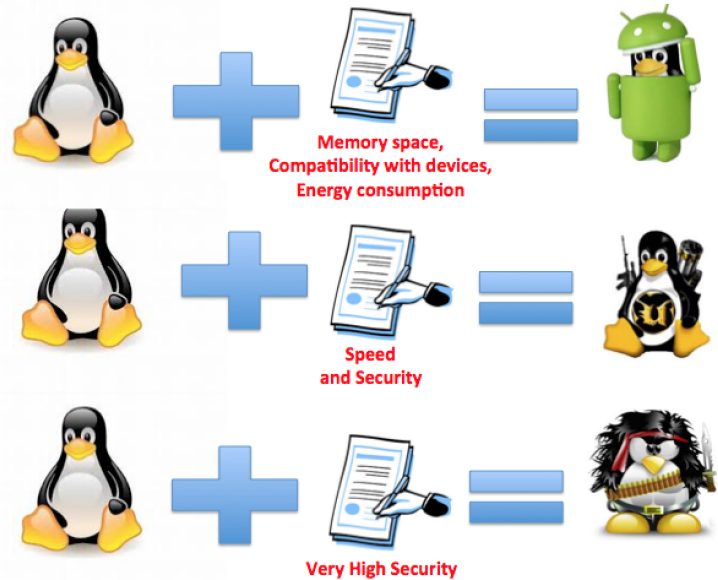 Memory space,
Compatibility with devices,
Energy consumption
Speed
and Security
Very High Security